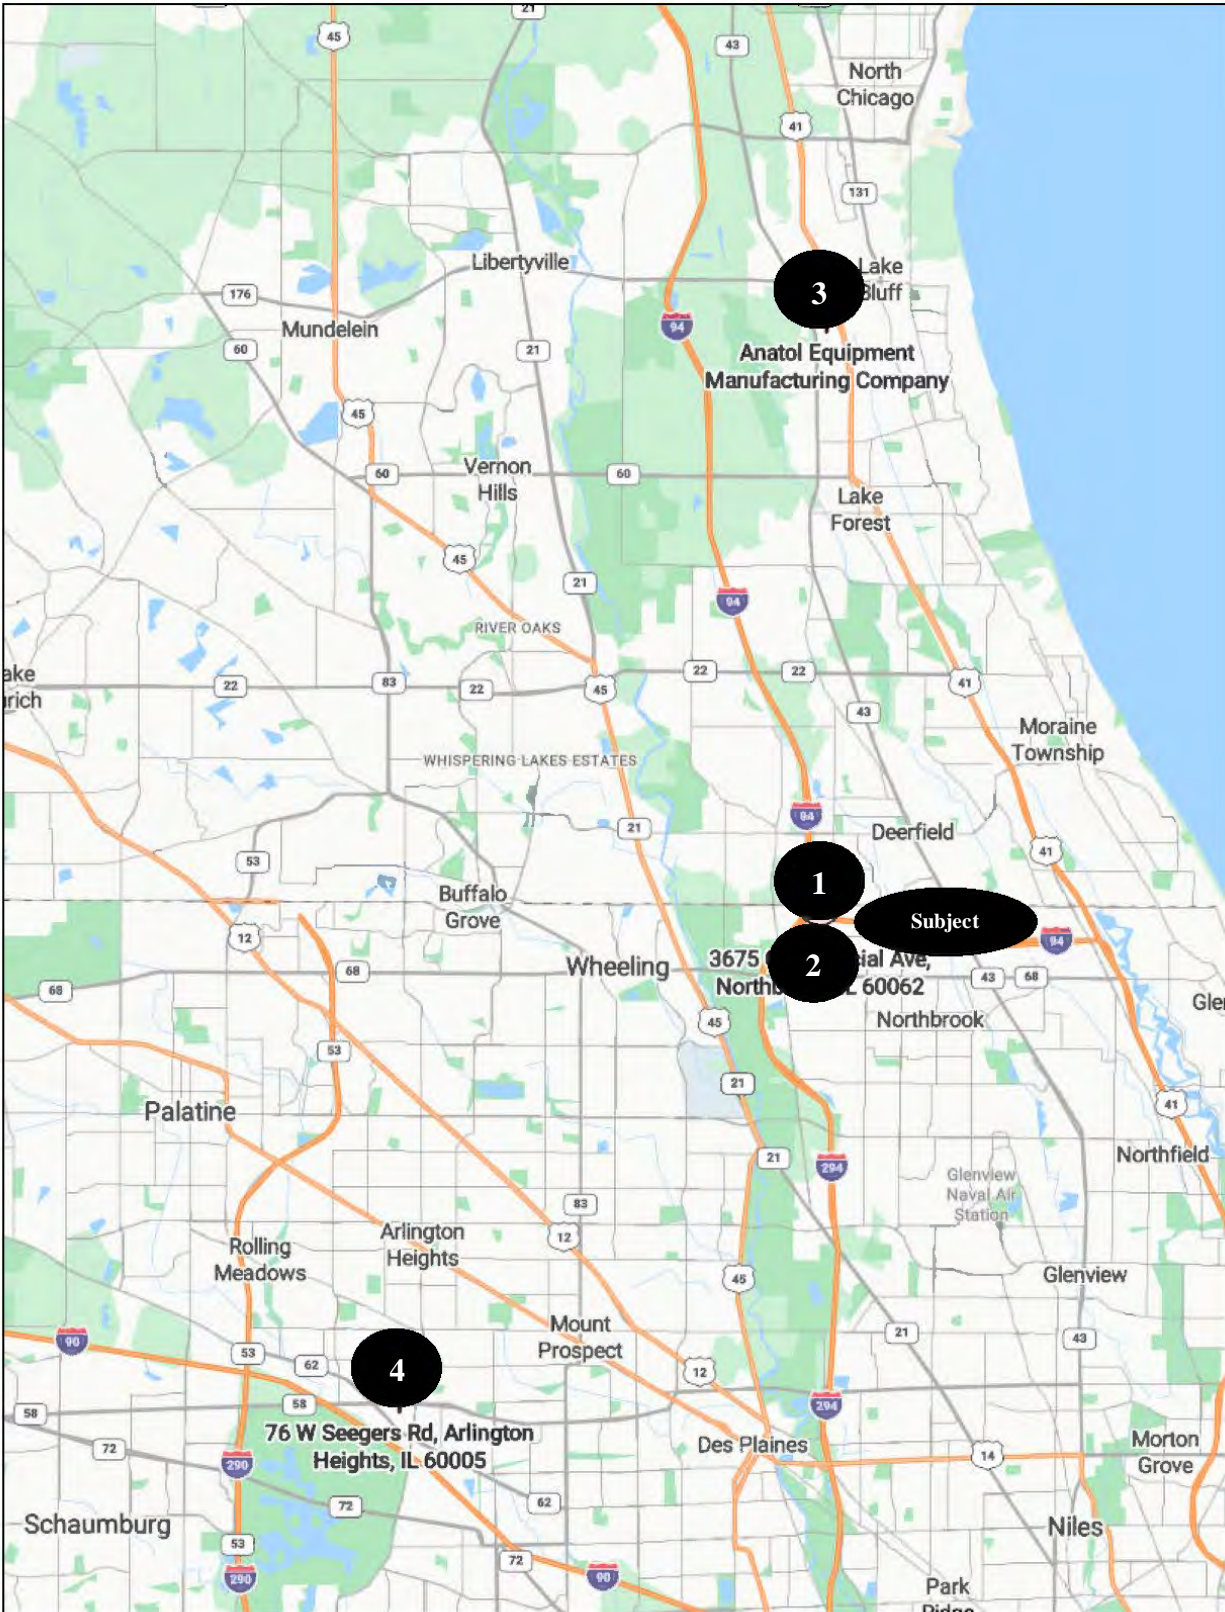 21
45
43
North
Chicago
41
131
Libertyville
Lake
Bluff
3
176
Mundelein
94
60
21
Anatol Equipment
Manufacturing Company
45
Vernon
Hills
60
60
Lake
Forest
45
21
94
RIVER OAKS
22
83
22
45
22
22
41
43
Moraine
Township
WHISPERING LAKES ESTATES
94
21
Deerfield
41
53
1
Buffalo
Grove
Subject
12
94
3675
cial Ave,
2
Wheeling
68
43
68
60062
68
Northbrook
45
53
21
Palatine
41
Northfield
21
294
Glenview
Naval Air
Station
83
Arlington
Heights
12
Rolling
Meadows
45
Glenview
Mount
Prospect
21
43
90
53
62
4
12
58
58
294
76 W Seegers Rd, Arlington
Heights, IL 60005
72
Des Plaines
14
Morton
Grove
290
72
62
Schaumburg
Niles
53
72
290
90
Park